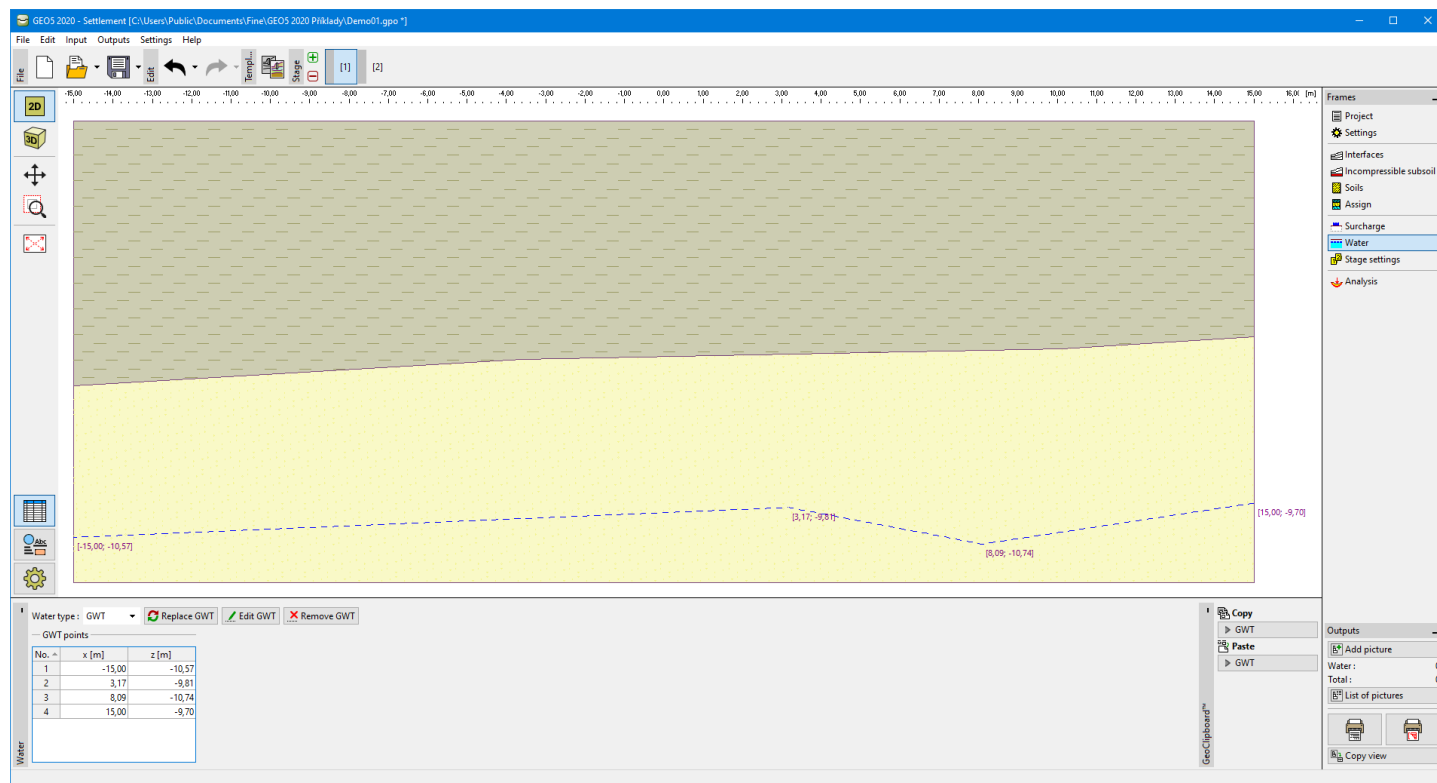 GEO5 2020 - Settlement [C:\Users\Public\Documents\Fine\GEO5 2020 Příklady\Demo01.gpo *]
File Edit Input Outputs Settings Help
File
Edit
Templ...
Stage
[1]
[2]
2D
3D
Abc
-15,00 -14,00 -13,00 -12,00 -11,00 -10,00 -9,00 -8,00 -7,00 -6,00 -5,00 -4,00 -3,00 -2,00 -1,00 0,00 1,00 2,00 3,00 4,00 5,00 6,00 7,00 8,00 9,00 10,00 11,00 12,00 13,00 14,00 15,00 [m]
[-15,00; -10,57]
[3,17; -9,81]
[8,09; -10,74]
[15,00; -9,70]
Frames
Project
Settings
Interfaces
Incompressible subsoil
Soils
Assign
Surcharge
Water
Stage settings
Analysis
Water
Water type : GWT Replace GWT Edit GWT Remove GWT
GWT points
No. x [m] z [m]
1 -15,00 -10,57
2 3,17 -9,81
3 8,09 -10,74
4 15,00 -9,70
GeoClipboard™
Copy
GWT
Paste
GWT
Outputs
Add picture
Water :
Total :
List of pictures
Copy view